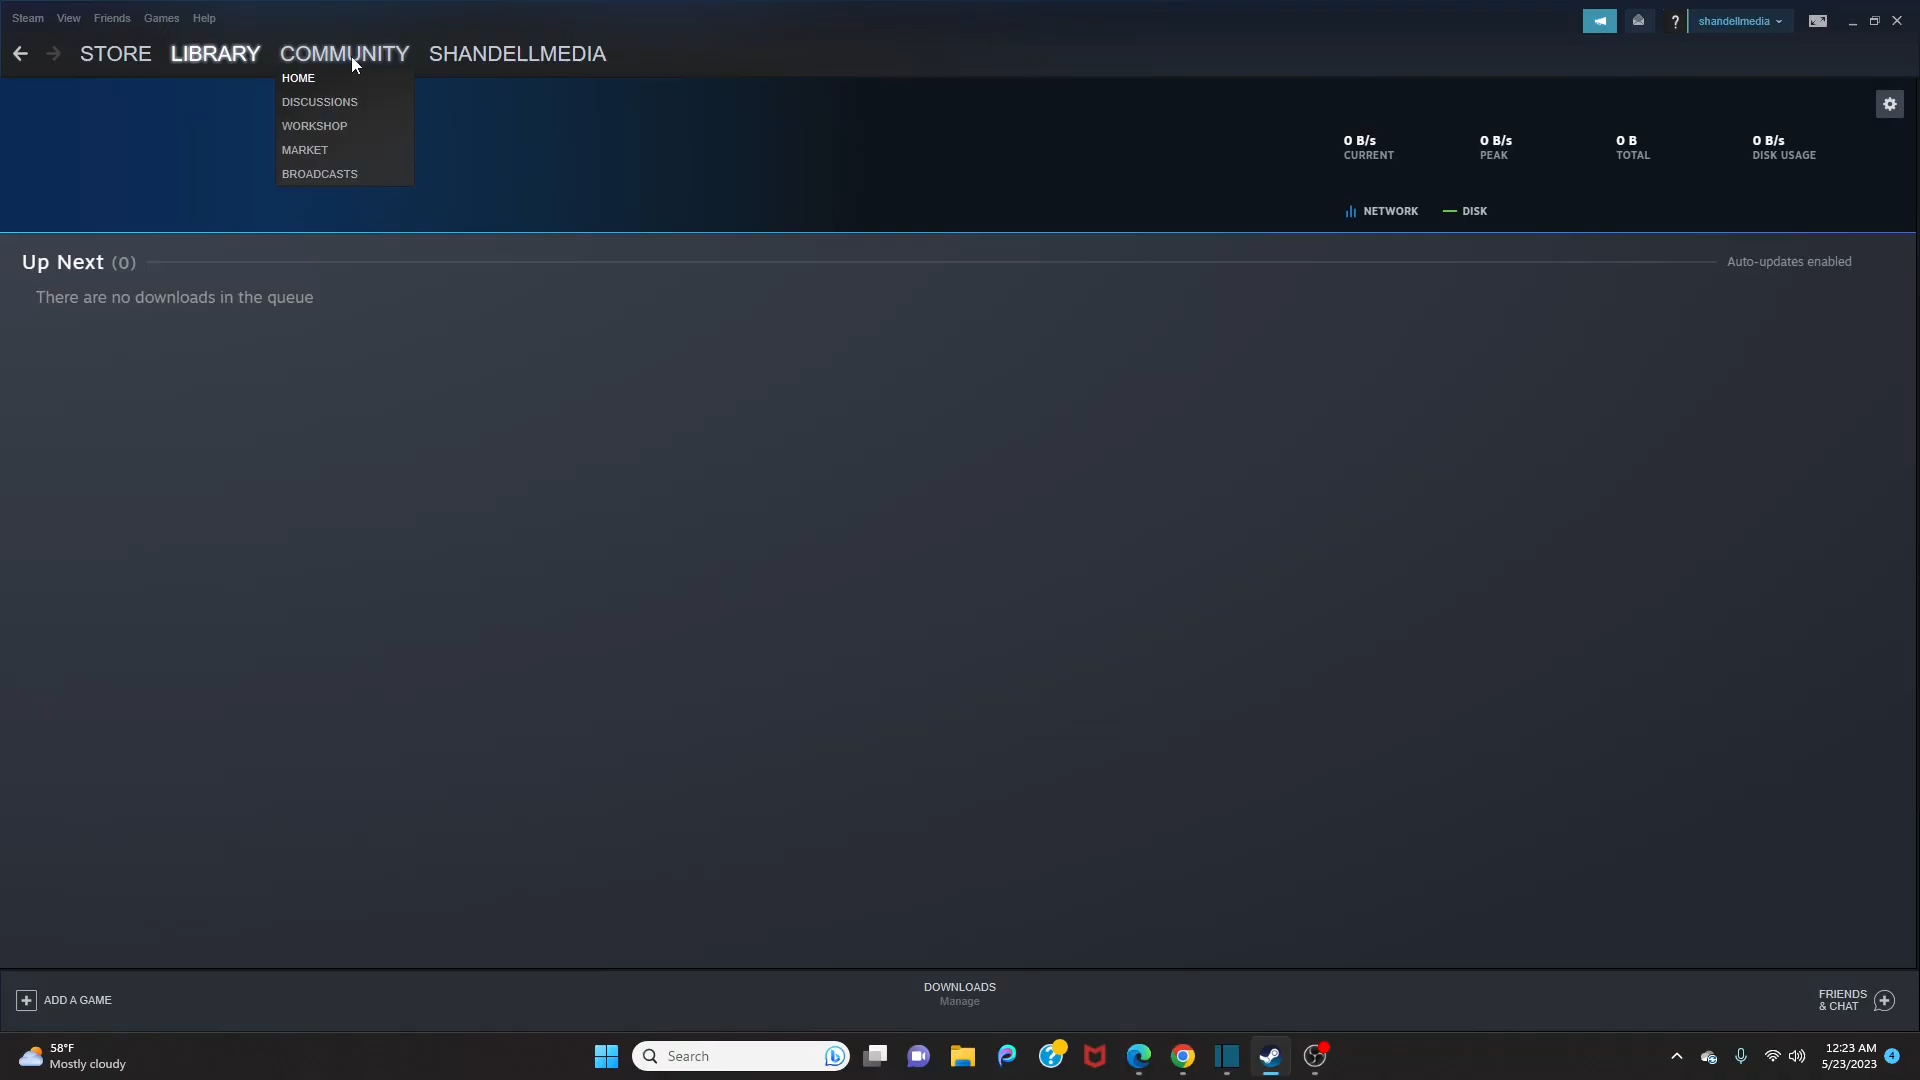 Steam View Friends Games Help
? shandellmedia
STORE LIBRARY COMMUNITY SHANDELLMEDIA
HOME
DISCUSSIONS
WORKSHOP
MARKET
BROADCASTS
0 B/s 0 B/s 0 B 0 B/s
CURRENT PEAK TOTAL DISK USAGE
NETWORK DISK
Up Next (0) Auto-updates enabled
There are no downloads in the queue
ADD A GAME
DOWNLOADS
Manage
FRIENDS
& CHAT
58°F
Mostly cloudy
Search
12:23 AM
5/23/2023
4